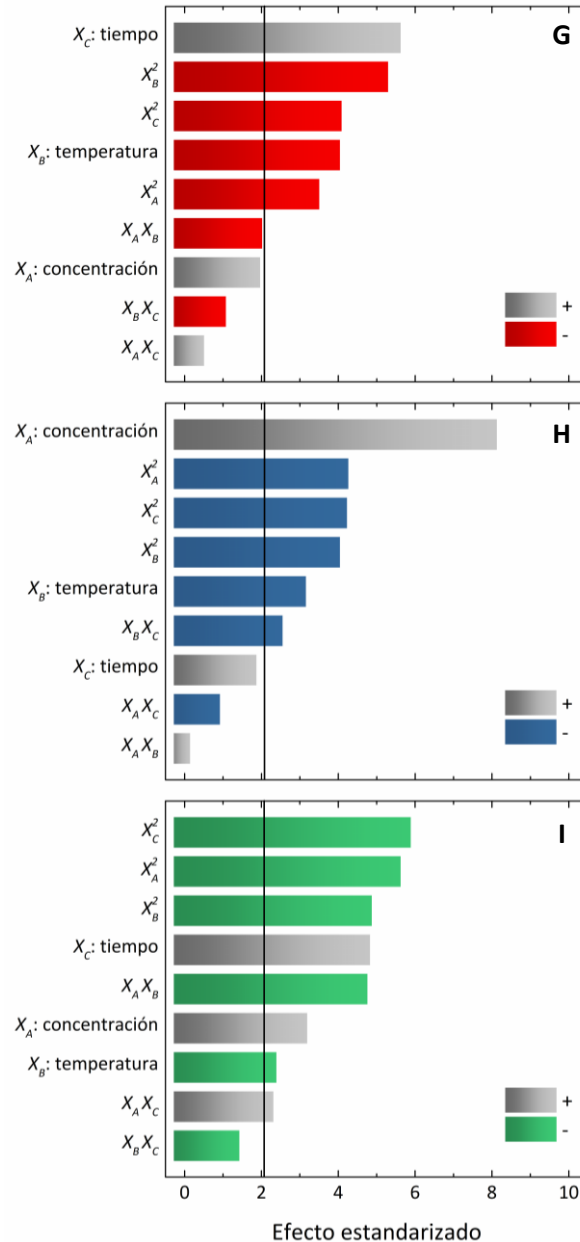 G
X_C: tiempo
X_B^2
X_C^2
X_B: temperatura
X_A^2
X_A X_B
X_A: concentración
X_B X_C
X_A X_C
+
-
H
X_A: concentración
X_A^2
X_C^2
X_B^2
X_B: temperatura
X_B X_C
X_C: tiempo
X_A X_C
X_A X_B
+
-
I
X_C^2
X_A^2
X_B^2
X_C: tiempo
X_A X_B
X_A: concentración
X_B: temperatura
X_A X_C
X_B X_C
+
-
0 2 4 6 8 10
Efecto estandarizado